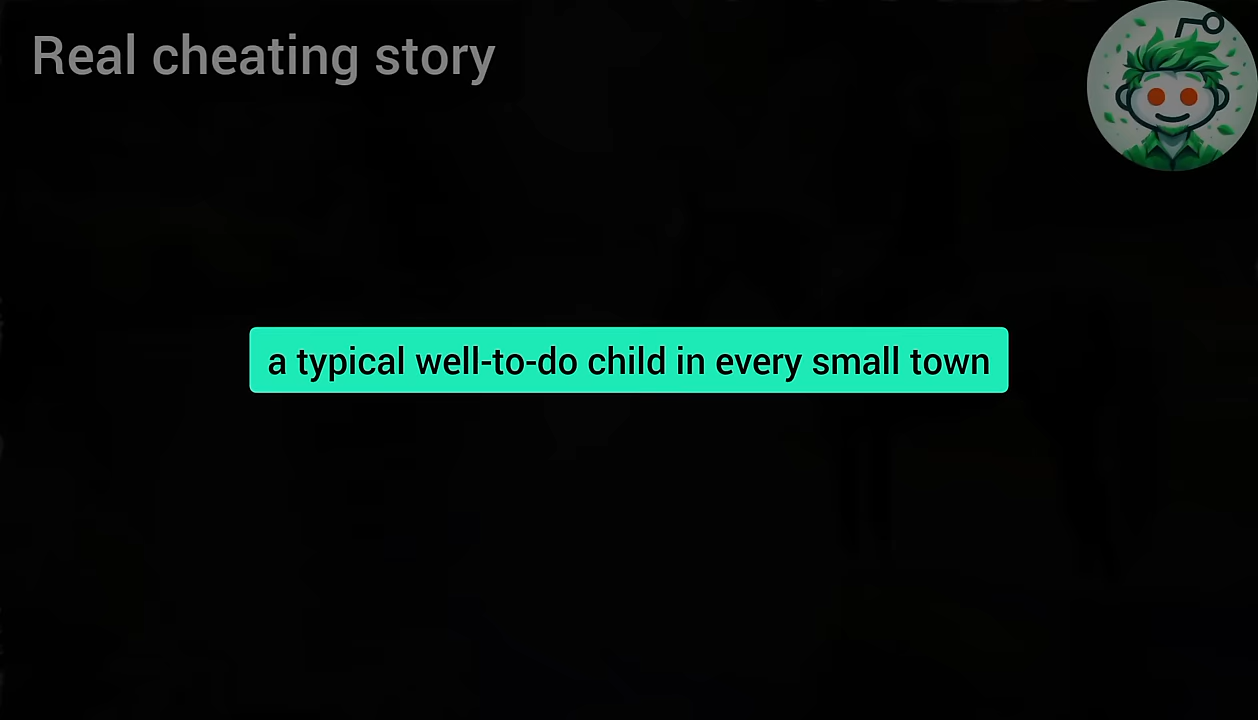 Real cheating story
a typical well-to-do child in every small town